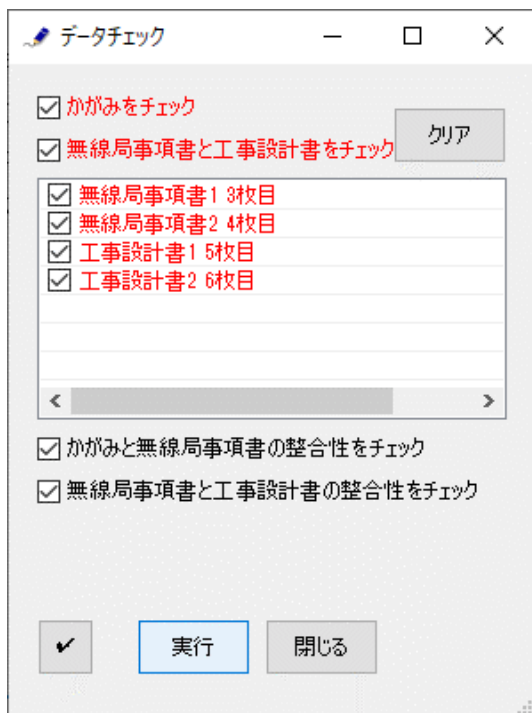 データチェック
かがみをチェック
クリア
無線局事項書と工事設計書をチェック
無線局事項書1 3枚目
無線局事項書2 4枚目
工事設計書1 5枚目
工事設計書2 6枚目
かがみと無線局事項書の整合性をチェック
無線局事項書と工事設計書の整合性をチェック
実行
閉じる